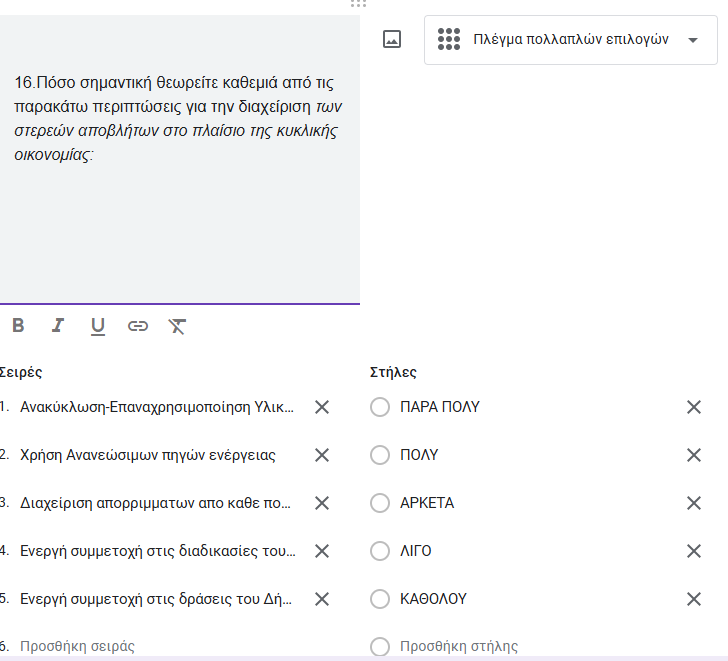 Πλέγμα πολλαπλών επιλογών
16.Πόσο σημαντική θεωρείτε καθεμιά από τις
παρακάτω περιπτώσεις για την διαχείριση των
στερεών αποβλήτων στο πλαίσιο της κυκλικής
οικονομίας:
B I U
Σειρές
1. Ανακύκλωση-Επαναχρησιμοποίηση Υλικ...
2. Χρήση Ανανεώσιμων πηγών ενέργειας
3. Διαχείριση απορριμματων απο καθε πο...
4. Ενεργή συμμετοχή στις διαδικασίες του...
5. Ενεργή συμμετοχή στις δράσεις του Δή...
6. Προσθήκη σειράς
Στήλες
ΠΑΡΑ ΠΟΛΥ
ΠΟΛΥ
ΑΡΚΕΤΑ
ΛΙΓΟ
ΚΑΘΟΛΟΥ
Προσθήκη στήλης